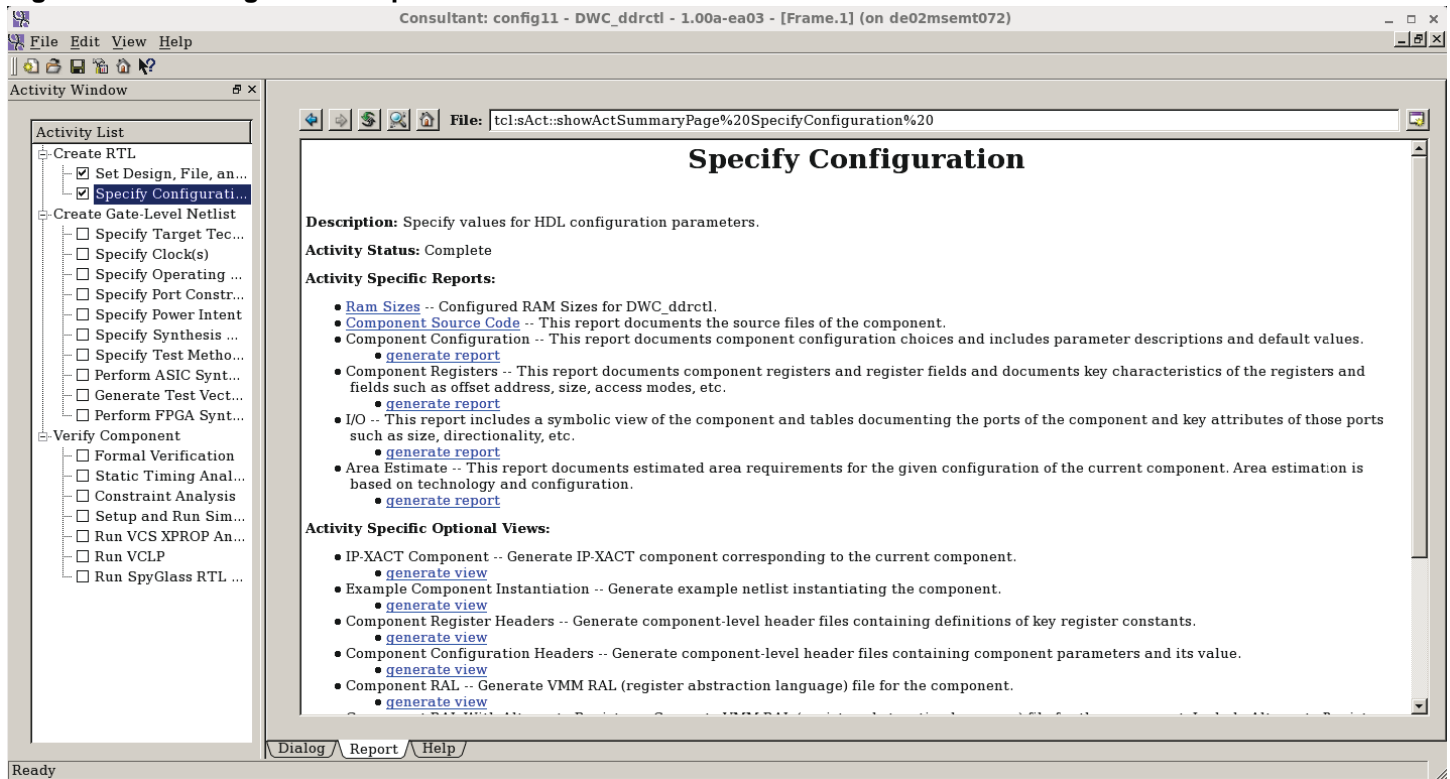 Consultant: config11 - DWC_ddrctl - 1.00a-ea03 - [Frame.1] (on de02msemt072)
File Edit View Help
Activity Window
Activity List
Create RTL
Set Design, File, an...
Specify Configurati...
Create Gate-Level Netlist
Specify Target Tec...
Specify Clock(s)
Specify Operating ...
Specify Port Constr...
Specify Power Intent
Specify Synthesis ...
Specify Test Metho...
Perform ASIC Synt...
Generate Test Vect...
Perform FPGA Synt...
Verify Component
Formal Verification
Static Timing Anal...
Constraint Analysis
Setup and Run Sim...
Run VCS XPROP An...
Run VCLP
Run SpyGlass RTL ...
File: tcl:sAct::showActSummaryPage%20SpecifyConfiguration%20
Specify Configuration
Description: Specify values for HDL configuration parameters.
Activity Status: Complete
Activity Specific Reports:
Ram Sizes -- Configured RAM Sizes for DWC_ddrctl.
Component Source Code -- This report documents the source files of the component.
Component Configuration -- This report documents component configuration choices and includes parameter descriptions and default values.
generate report
Component Registers -- This report documents component registers and register fields and documents key characteristics of the registers and
fields such as offset address, size, access modes, etc.
generate report
I/O -- This report includes a symbolic view of the component and tables documenting the ports of the component and key attributes of those ports
such as size, directionality, etc.
generate report
Area Estimate -- This report documents estimated area requirements for the given configuration of the current component. Area estimation is
based on technology and configuration.
generate report
Activity Specific Optional Views:
IP-XACT Component -- Generate IP-XACT component corresponding to the current component.
generate view
Example Component Instantiation -- Generate example netlist instantiating the component.
generate view
Component Register Headers -- Generate component-level header files containing definitions of key register constants.
generate view
Component Configuration Headers -- Generate component-level header files containing component parameters and its value.
generate view
Component RAL -- Generate VMM RAL (register abstraction language) file for the component.
generate view
Dialog Report Help
Ready